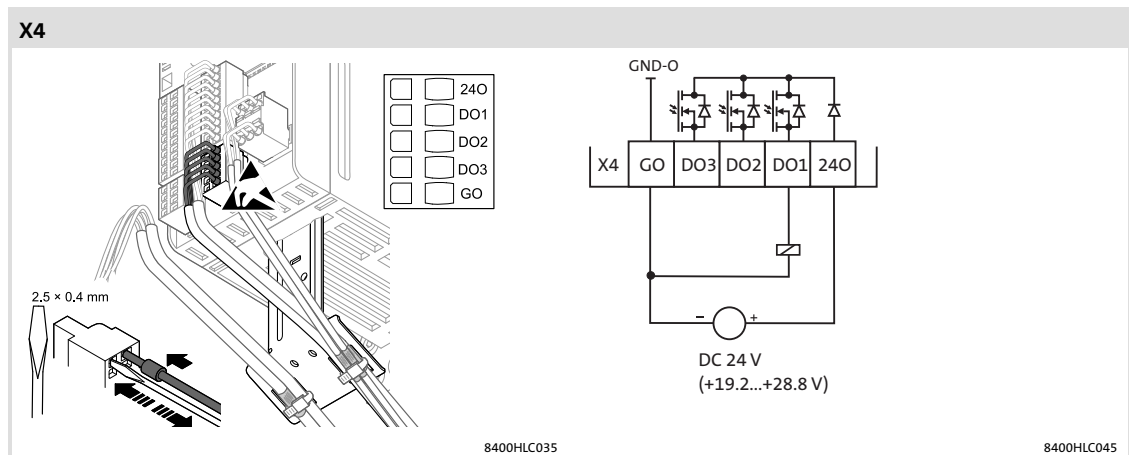 X4
24O
DO1
DO2
DO3
GO
2.5 × 0.4 mm
8400HLC035
GND-O
X4 GO DO3 DO2 DO1 24O
– +
DC 24 V
(+19.2...+28.8 V)
8400HLC045